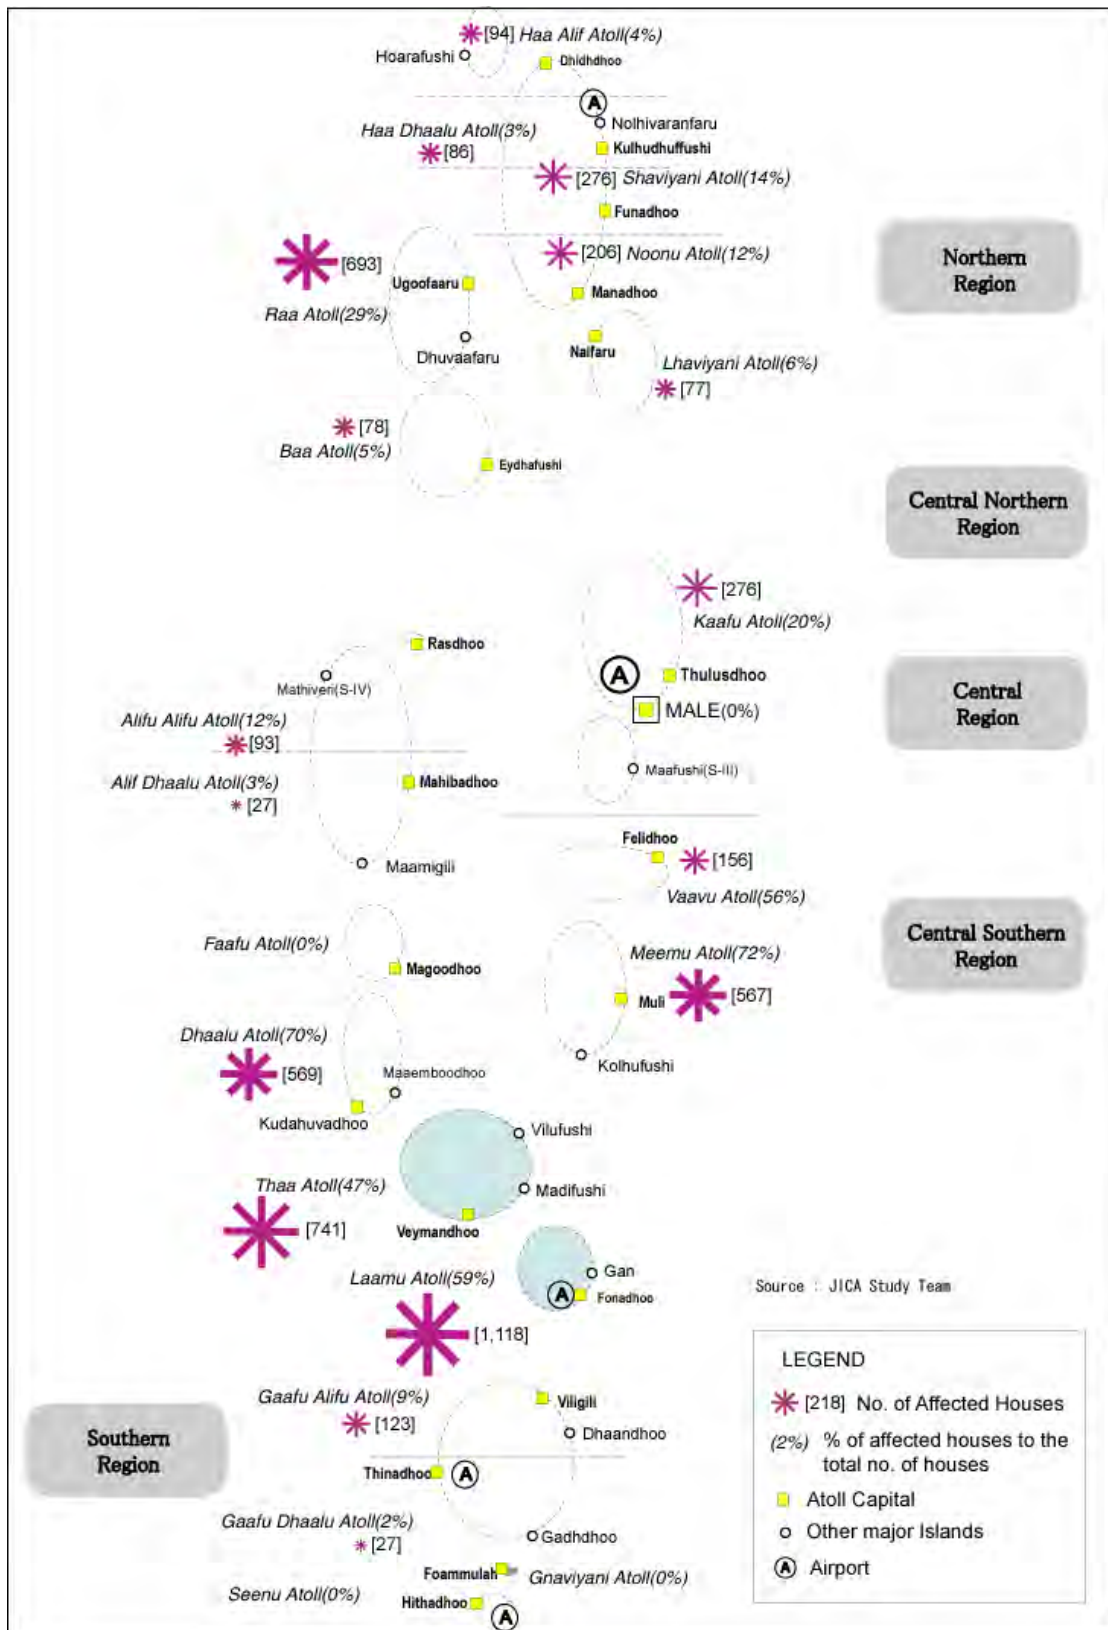 [94] Haa Alif Atoll(4%)
Hoarafushi
Dhidhdhoo
A
Nolhivaranfaru
Haa Dhaalu Atoll(3%)
[86]
Kulhudhuffushi
[276] Shaviyani Atoll(14%)
Funadhoo
[206] Noonu Atoll(12%)
[693]
Raa Atoll(29%)
Ugoofaaru
Manadhoo
Northern
Region
Dhuvaafaru
Naifaru
Lhaviyani Atoll(6%)
[77]
[78]
Baa Atoll(5%)
Eydhafushi
Central Northern
Region
[276]
Kaafu Atoll(20%)
Rasdhoo
A
Thulusdhoo
Mathiveri(S-IV)
MALE(0%)
Central
Region
Alifu Alifu Atoll(12%)
[93]
Alif Dhaalu Atoll(3%)
[27]
Mahibadhoo
Maafushi(S-III)
Maamigili
Felidhoo
[156]
Vaavu Atoll(56%)
Faafu Atoll(0%)
Magoodhoo
Meemu Atoll(72%)
Muli
[567]
Central Southern
Region
Dhaalu Atoll(70%)
[569]
Maaemboodhoo
Kolhufushi
Kudahuvadhoo
Vilufushi
Thaa Atoll(47%)
[741]
Madifushi
Veymandhoo
Laamu Atoll(59%)
[1,118]
Gan
A
Fonadhoo
Source : JICA Study Team
Gaafu Alifu Atoll(9%)
[123]
Viligili
Dhaandhoo
Southern
Region
Thinadhoo
A
Gaafu Dhaalu Atoll(2%)
[27]
Gadhdhoo
Foammulah
Gnaviyani Atoll(0%)
Seenu Atoll(0%)
Hithadhoo
A
LEGEND
[218] No. of Affected Houses
(2%) % of affected houses to the
total no. of houses
Atoll Capital
Other major Islands
A Airport